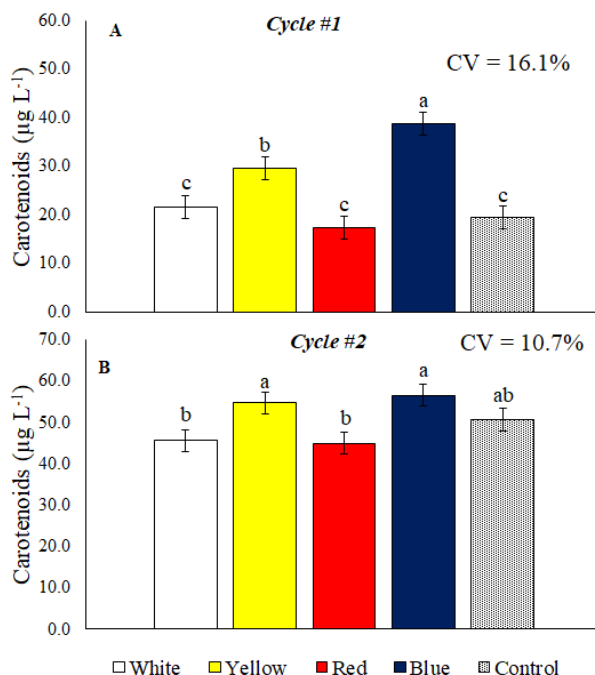 A
Cycle #1
CV = 16.1%
Carotenoids (µg L-1)
60.0
50.0
40.0
30.0
20.0
10.0
0.0
c
b
c
a
c
B
Cycle #2
CV = 10.7%
Carotenoids (µg L-1)
70.0
60.0
50.0
40.0
30.0
20.0
10.0
0.0
b
a
b
a
ab
White Yellow Red Blue Control